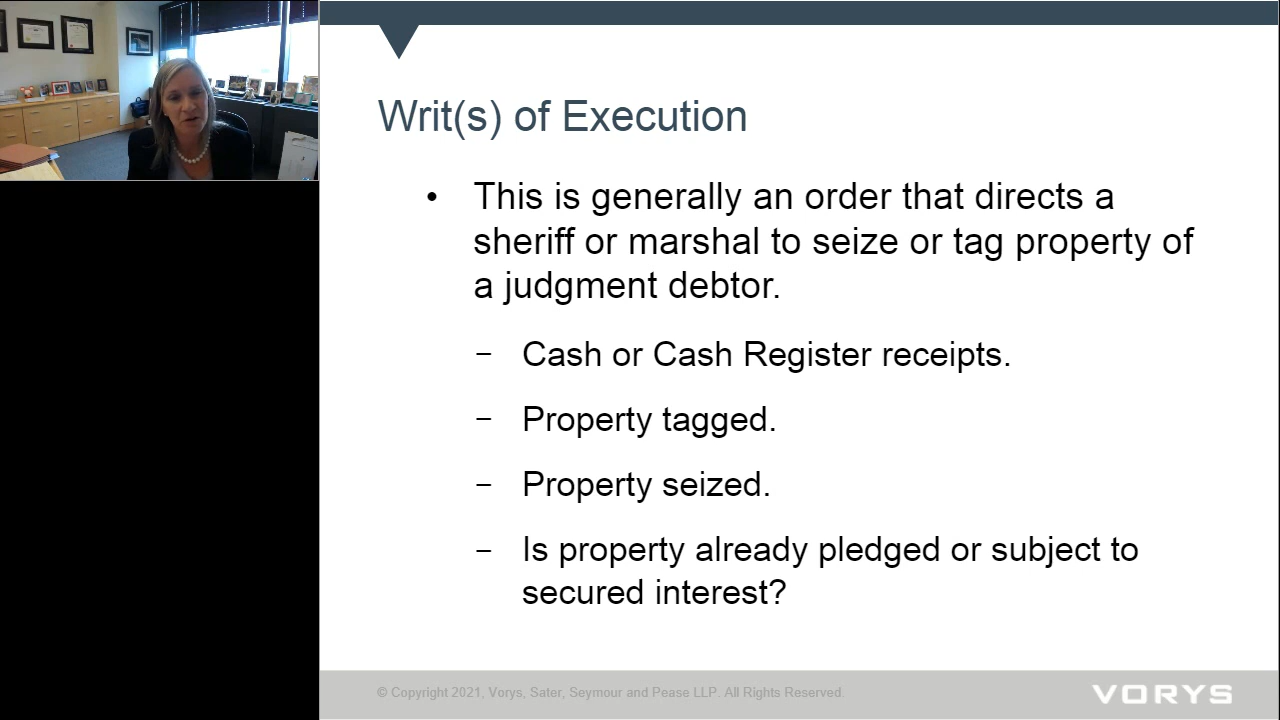 Writ(s) of Execution
• This is generally an order that directs a
sheriff or marshal to seize or tag property of
a judgment debtor.
− Cash or Cash Register receipts.
− Property tagged.
− Property seized.
− Is property already pledged or subject to
secured interest?
© Copyright 2021, Vorys, Sater, Seymour and Pease LLP. All Rights Reserved.
VORYS